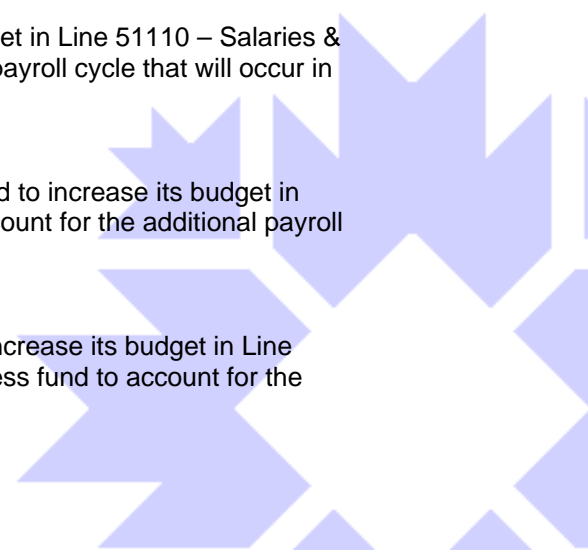 et in Line 51110 – Salaries &
payroll cycle that will occur in
d to increase its budget in
ount for the additional payroll
ncrease its budget in Line
ess fund to account for the